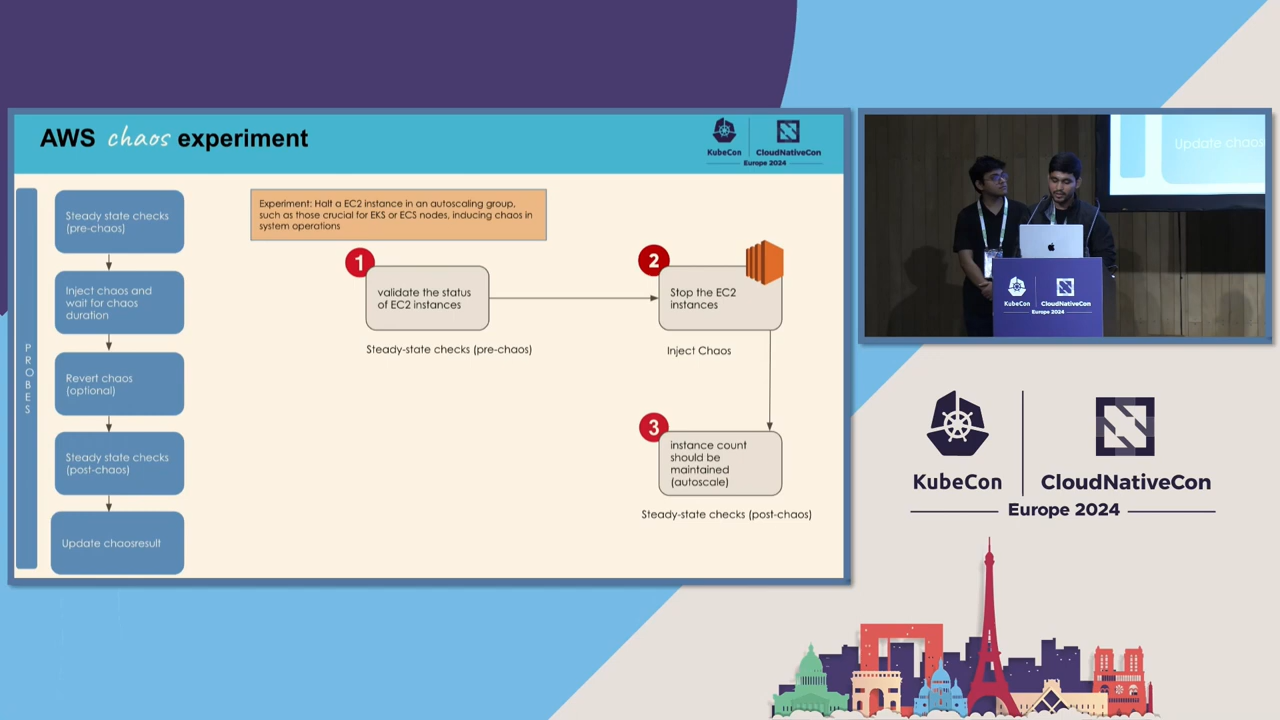 AWS chaos experiment
KubeCon
CloudNativeCon
Europe 2024
PROBES
Steady state checks
(pre-chaos)
Inject chaos and
wait for chaos
duration
Revert chaos
(optional)
Steady state checks
(post-chaos)
Update chaosresult
Experiment: Halt a EC2 instance in an autoscaling group,
such as those crucial for EKS or ECS nodes, inducing chaos in
system operations
1
validate the status
of EC2 instances
Steady-state checks (pre-chaos)
2
Stop the EC2
instances
Inject Chaos
3
instance count
should be
maintained
(autoscale)
Steady-state checks (post-chaos)
Update chaos
KubeCon
CloudNativeCon
Europe 2024
KubeCon
CloudNativeCon
Europe 2024